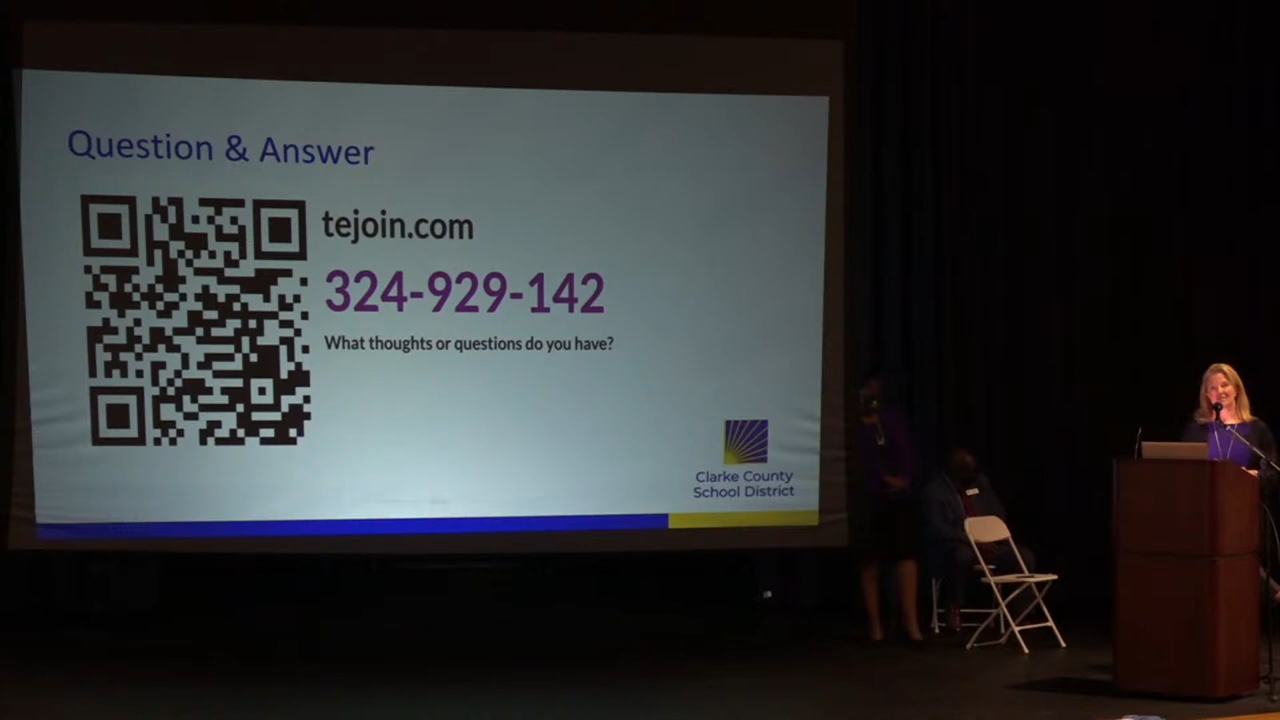 Question & Answer
tejoin.com
324-929-142
What thoughts or questions do you have?
Clarke County
School District